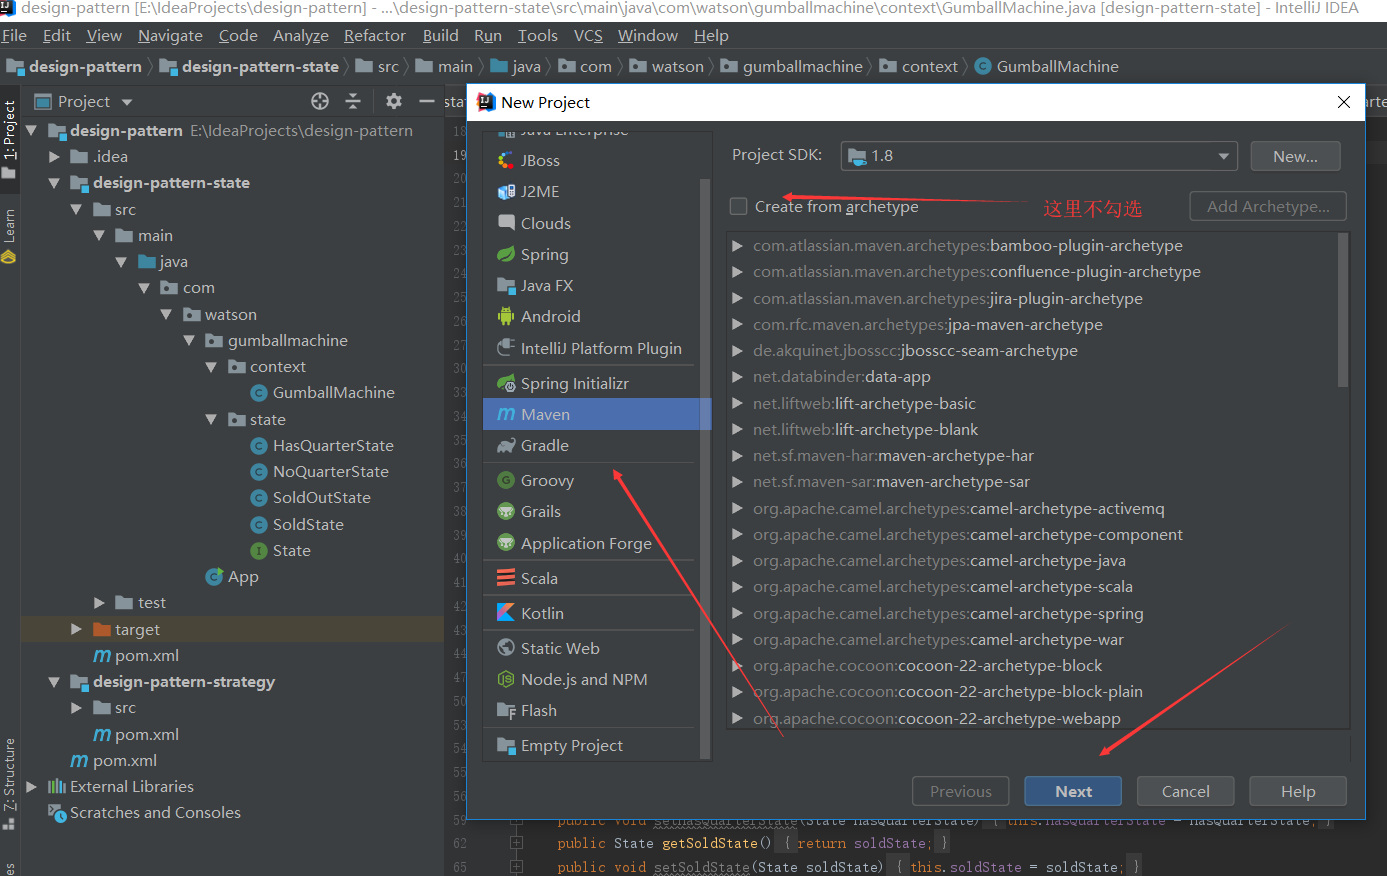 design-pattern [E:\IdeaProjects\design-pattern] - ...\design-pattern-state\src\main\java\com\watson\gumballmachine\context\GumballMachine.java [design-pattern-state] - IntelliJ IDEA
File Edit View Navigate Code Analyze Refactor Build Run Tools VCS Window Help
design-pattern design-pattern-state src main java com watson gumballmachine context GumballMachine
1: Project
Learn
Z: Structure
Project
design-pattern E:\IdeaProjects\design-pattern
.idea
design-pattern-state
src
main
java
com
watson
gumballmachine
context
GumballMachine
state
HasQuarterState
NoQuarterState
SoldOutState
SoldState
State
App
test
target
pom.xml
design-pattern-strategy
src
pom.xml
pom.xml
External Libraries
Scratches and Consoles
New Project
Java Enterprise
JBoss
J2ME
Clouds
Spring
Java FX
Android
IntelliJ Platform Plugin
Spring Initializr
Maven
Gradle
Groovy
Grails
Application Forge
Scala
Kotlin
Static Web
Node.js and NPM
Flash
Empty Project
Project SDK: 1.8 New...
Create from archetype 这里不勾选 Add Archetype...
com.atlassian.maven.archetypes:bamboo-plugin-archetype
com.atlassian.maven.archetypes:confluence-plugin-archetype
com.atlassian.maven.archetypes:jira-plugin-archetype
com.rfc.maven.archetypes:jpa-maven-archetype
de.akquinet.jbosscc:jbosscc-seam-archetype
net.databinder:data-app
net.liftweb:lift-archetype-basic
net.liftweb:lift-archetype-blank
net.sf.maven-har:maven-archetype-har
net.sf.maven-sar:maven-archetype-sar
org.apache.camel.archetypes:camel-archetype-activemq
org.apache.camel.archetypes:camel-archetype-component
org.apache.camel.archetypes:camel-archetype-java
org.apache.camel.archetypes:camel-archetype-scala
org.apache.camel.archetypes:camel-archetype-spring
org.apache.camel.archetypes:camel-archetype-war
org.apache.cocoon:cocoon-22-archetype-block
org.apache.cocoon:cocoon-22-archetype-block-plain
org.apache.cocoon:cocoon-22-archetype-webapp
Previous Next Cancel Help
59 public void setHasQuarterState(State hasQuarterState) { this.hasQuarterState = hasQuarterState; }
62 public State getSoldState() { return soldState; }
65 public void setSoldState(State soldState) { this.soldState = soldState; }